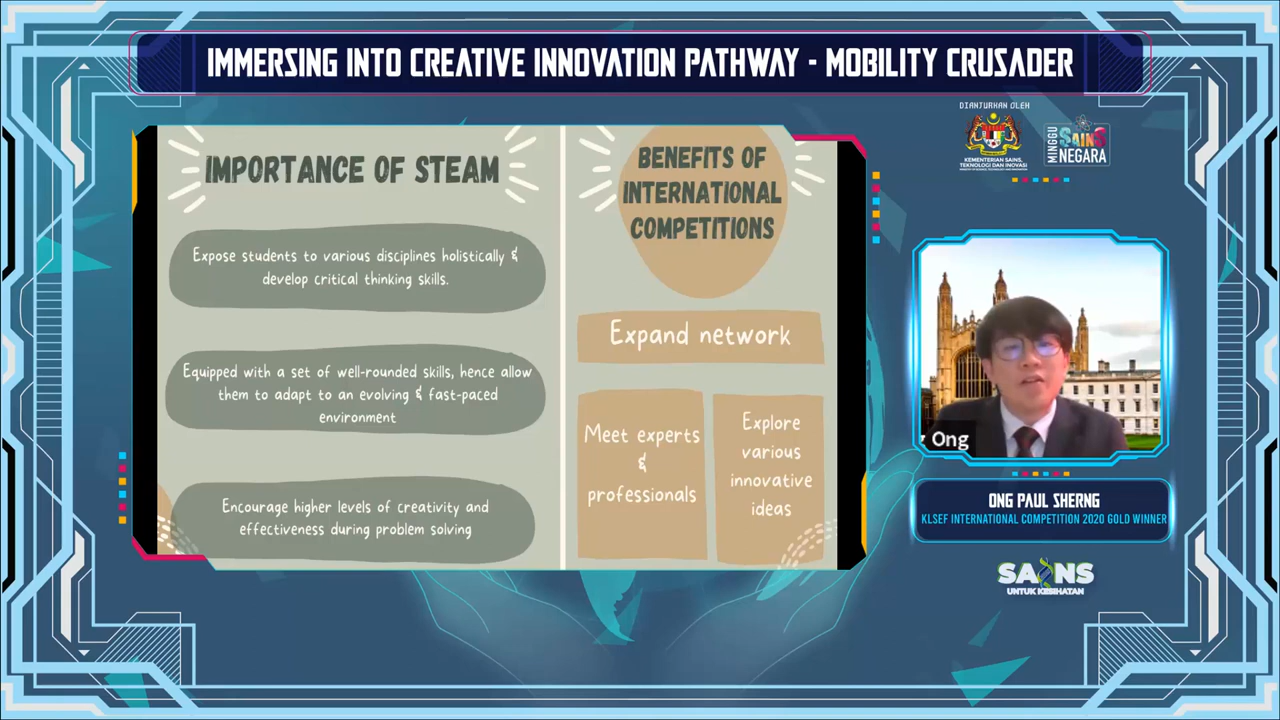 IMMERSING INTO CREATIVE INNOVATION PATHWAY - MOBILITY CRUSADER
DIANJURKAN OLEH
KEMENTERIAN SAINS,
TEKNOLOGI DAN INOVASI
MINGGU
SAINS
NEGARA
IMPORTANCE OF STEAM
Expose students to various disciplines holistically &
develop critical thinking skills.
Equipped with a set of well-rounded skills, hence allow
them to adapt to an evolving & fast-paced
environment
Encourage higher levels of creativity and
effectiveness during problem solving
BENEFITS OF
INTERNATIONAL
COMPETITIONS
Expand network
Meet experts
&
professionals
Explore
various
innovative
ideas
Ong
ONG PAUL SHERNG
KLSEF INTERNATIONAL COMPETITION 2020 GOLD WINNER
SAINS
UNTUK KESIHATAN